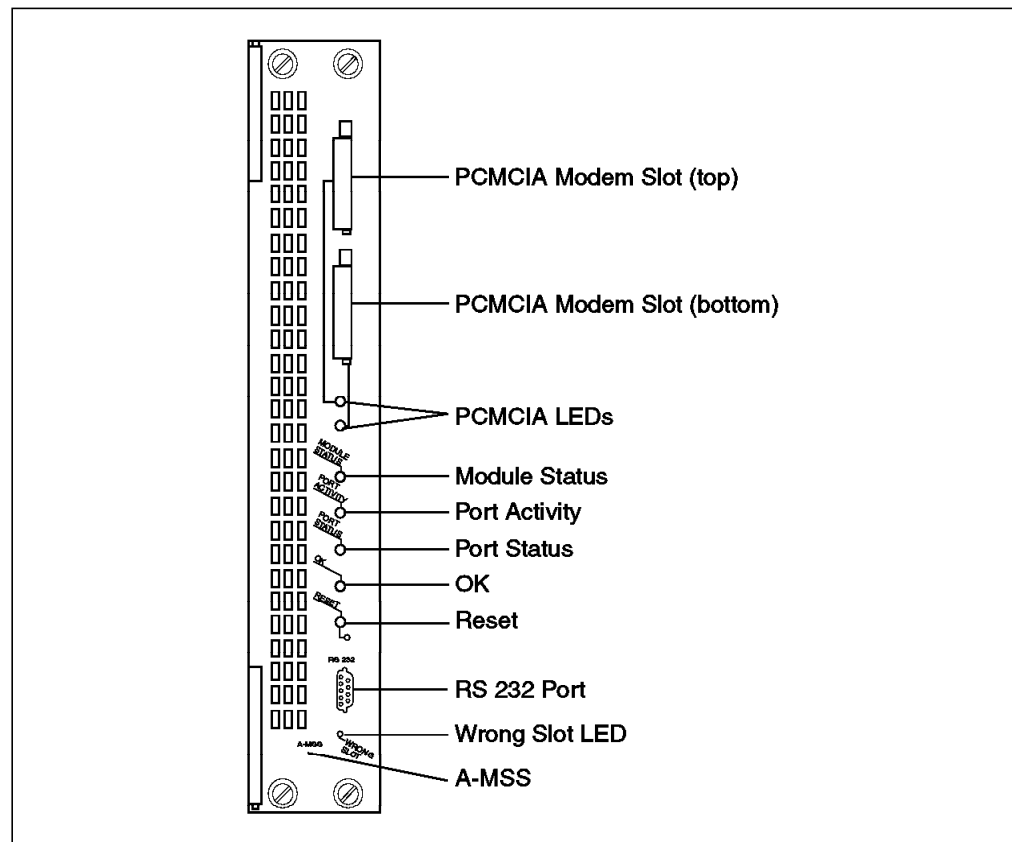 PCMCIA Modem Slot (top)
PCMCIA Modem Slot (bottom)
PCMCIA LEDs
MODULE
STATUS
Module Status
PORT
ACTIVITY
Port Activity
PORT
STATUS
Port Status
OK
OK
RESET
Reset
RS 232
RS 232 Port
Wrong Slot LED
A-MSS
WRONG
SLOT
A-MSS